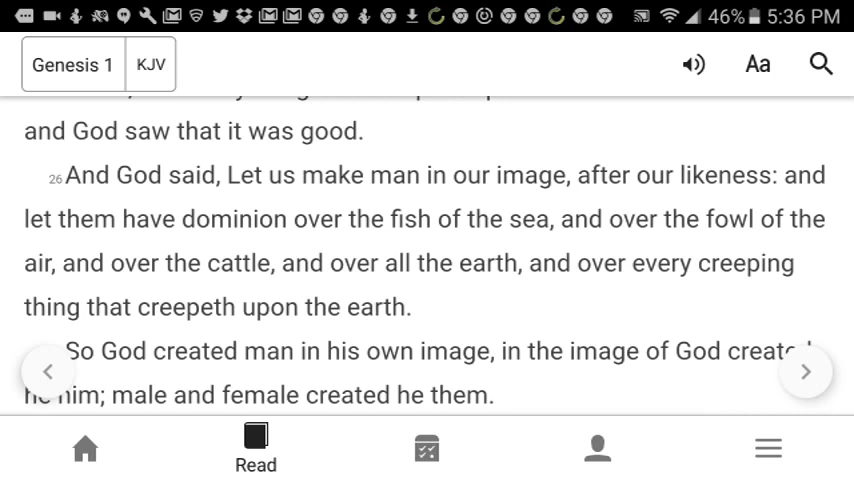 46% 5:36 PM
Genesis 1 KJV Aa
and God saw that it was good.
26 And God said, Let us make man in our image, after our likeness: and
let them have dominion over the fish of the sea, and over the fowl of the
air, and over the cattle, and over all the earth, and over every creeping
thing that creepeth upon the earth.
So God created man in his own image, in the image of God created
he him; male and female created he them.
Read